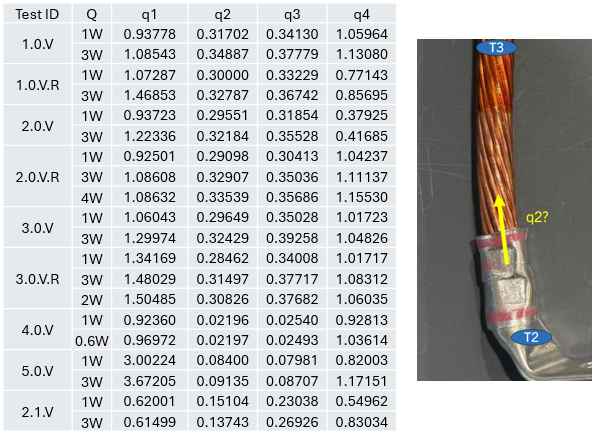 Test ID Q q1 q2 q3 q4
1.0.V 1W 0.93778 0.31702 0.34130 1.05964
3W 1.08543 0.34887 0.37779 1.13080
1.0.V.R 1W 1.07287 0.30000 0.33229 0.77143
3W 1.46853 0.32787 0.36742 0.85695
2.0.V 1W 0.93723 0.29551 0.31854 0.37925
3W 1.22336 0.32184 0.35528 0.41685
2.0.V.R 1W 0.92501 0.29098 0.30413 1.04237
3W 1.08608 0.32907 0.35036 1.11137
4W 1.08632 0.33539 0.35686 1.15530
3.0.V 1W 1.06043 0.29649 0.35028 1.01723
3W 1.29974 0.32429 0.39258 1.04826
3.0.V.R 1W 1.34169 0.28462 0.34008 1.01717
3W 1.48029 0.31497 0.37717 1.08312
2W 1.50485 0.30826 0.37682 1.06035
4.0.V 1W 0.92360 0.02196 0.02540 0.92813
0.6W 0.96972 0.02197 0.02493 1.03614
5.0.V 1W 3.00224 0.08400 0.07981 0.82003
3W 3.67205 0.09135 0.08707 1.17151
2.1.V 1W 0.62001 0.15104 0.23038 0.54962
3W 0.61499 0.13743 0.26926 0.83034
T3
q2?
T2